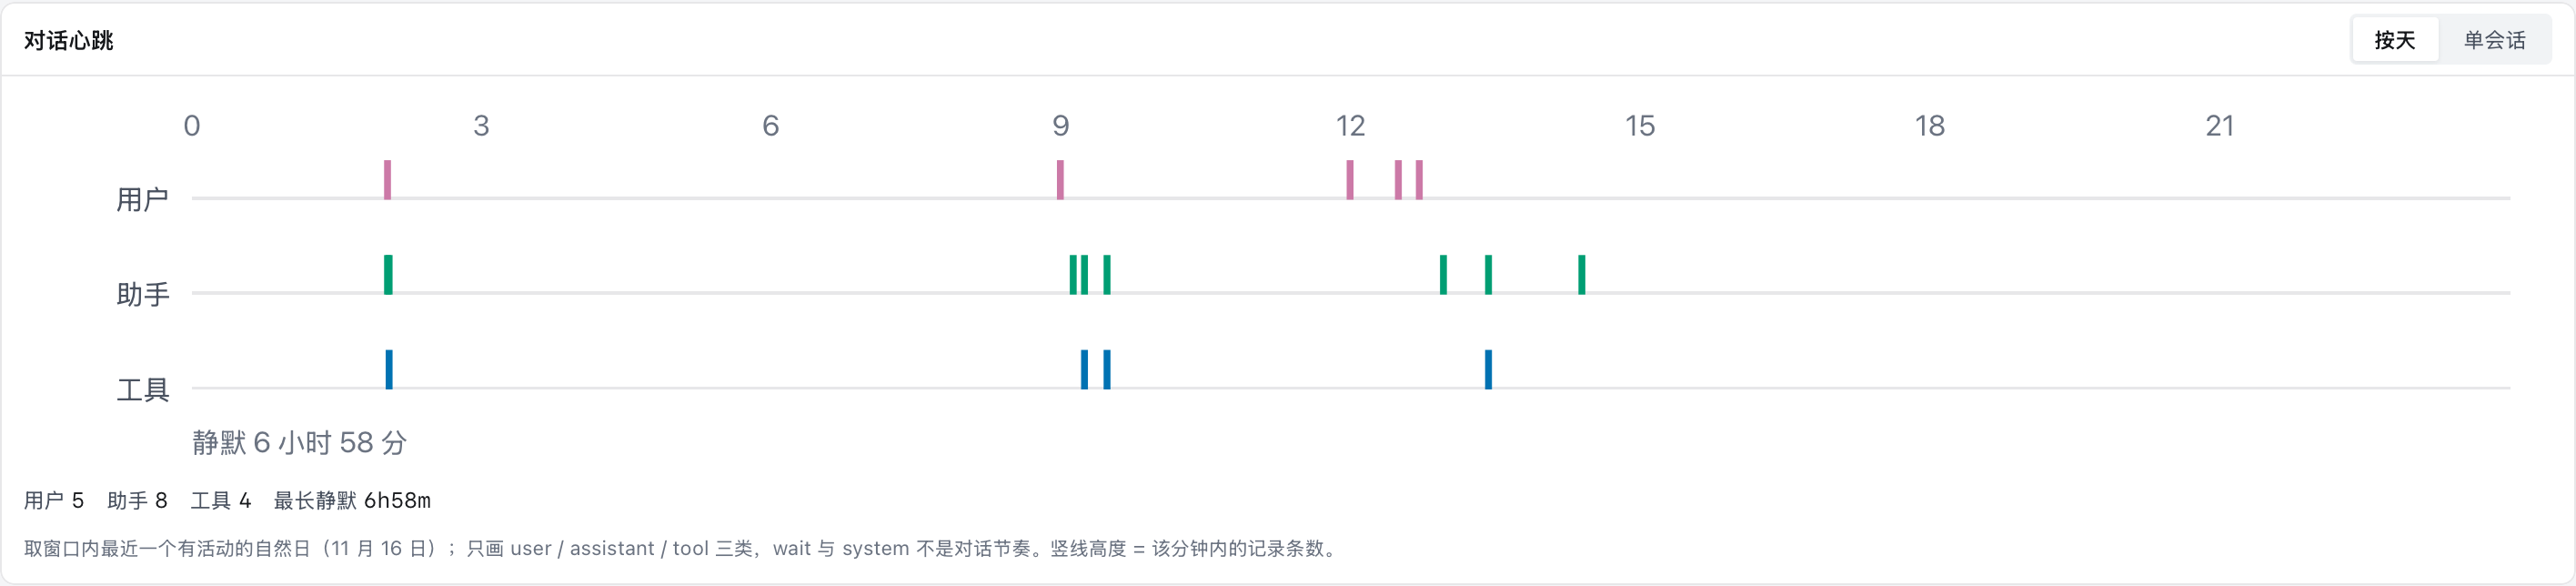 对话心跳
按天 单会话
0 3 6 9 12 15 18 21
用户
助手
工具
静默 6 小时 58 分
用户 5 助手 8 工具 4 最长静默 6h58m
取窗口内最近一个有活动的自然日（11 月 16 日）；只画 user / assistant / tool 三类，wait 与 system 不是对话节奏。竖线高度 = 该分钟内的记录条数。